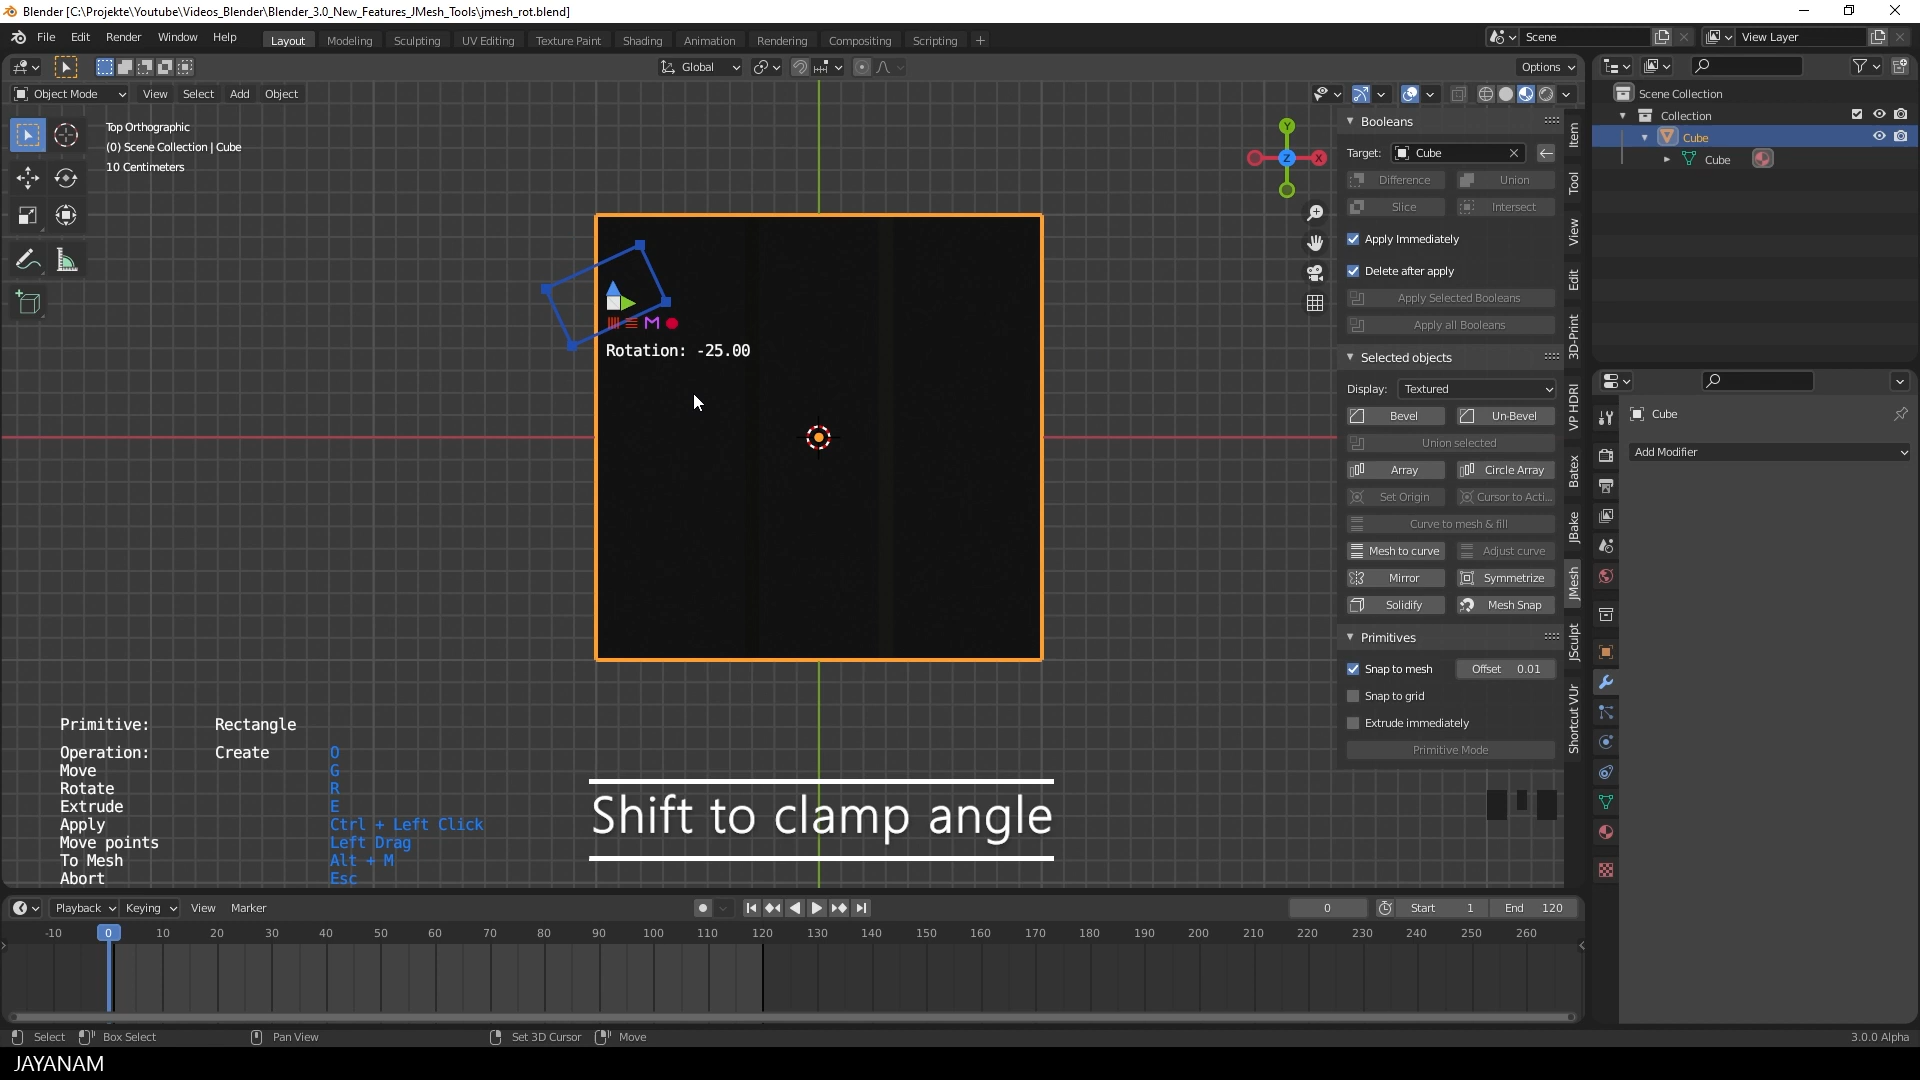 Blender [C:\Projekte\Youtube\Videos_Blender\Blender_3.0_New_Features_JMesh_Tools\jmesh_rot.blend]
File Edit Render Window Help Layout Modeling Sculpting UV Editing Texture Paint Shading Animation Rendering Compositing Scripting + Scene View Layer
Global Options
Object Mode View Select Add Object
Top Orthographic
(0) Scene Collection | Cube
10 Centimeters
Y
Z
X
Booleans
Target: Cube
Difference Union
Slice Intersect
Apply Immediately
Delete after apply
Apply Selected Booleans
Apply all Booleans
Selected objects
Display: Textured
Bevel Un-Bevel
Union selected
Array Circle Array
Set Origin Cursor to Acti...
Curve to mesh & fill
Mesh to curve Adjust curve
Mirror Symmetrize
Solidify Mesh Snap
Primitives
Snap to mesh Offset 0.01
Snap to grid
Extrude immediately
Primitive Mode
Item
Tool
View
Edit
3D-Print
VP HDRI
Batex
JBake
JMesh
JSculpt
Shortcut VUr
Scene Collection
Collection
Cube
Cube
Cube
Add Modifier
M
Rotation: -25.00
Primitive: Rectangle
Operation: Create O
Move G
Rotate R
Extrude E
Apply Ctrl + Left Click
Move points Left Drag
To Mesh Alt + M
Abort Esc
Shift to clamp angle
Playback Keying View Marker 0 Start 1 End 120
-10 0 10 20 30 40 50 60 70 80 90 100 110 120 130 140 150 160 170 180 190 200 210 220 230 240 250 260
Select Box Select Pan View Set 3D Cursor Move 3.0.0 Alpha
JAYANAM